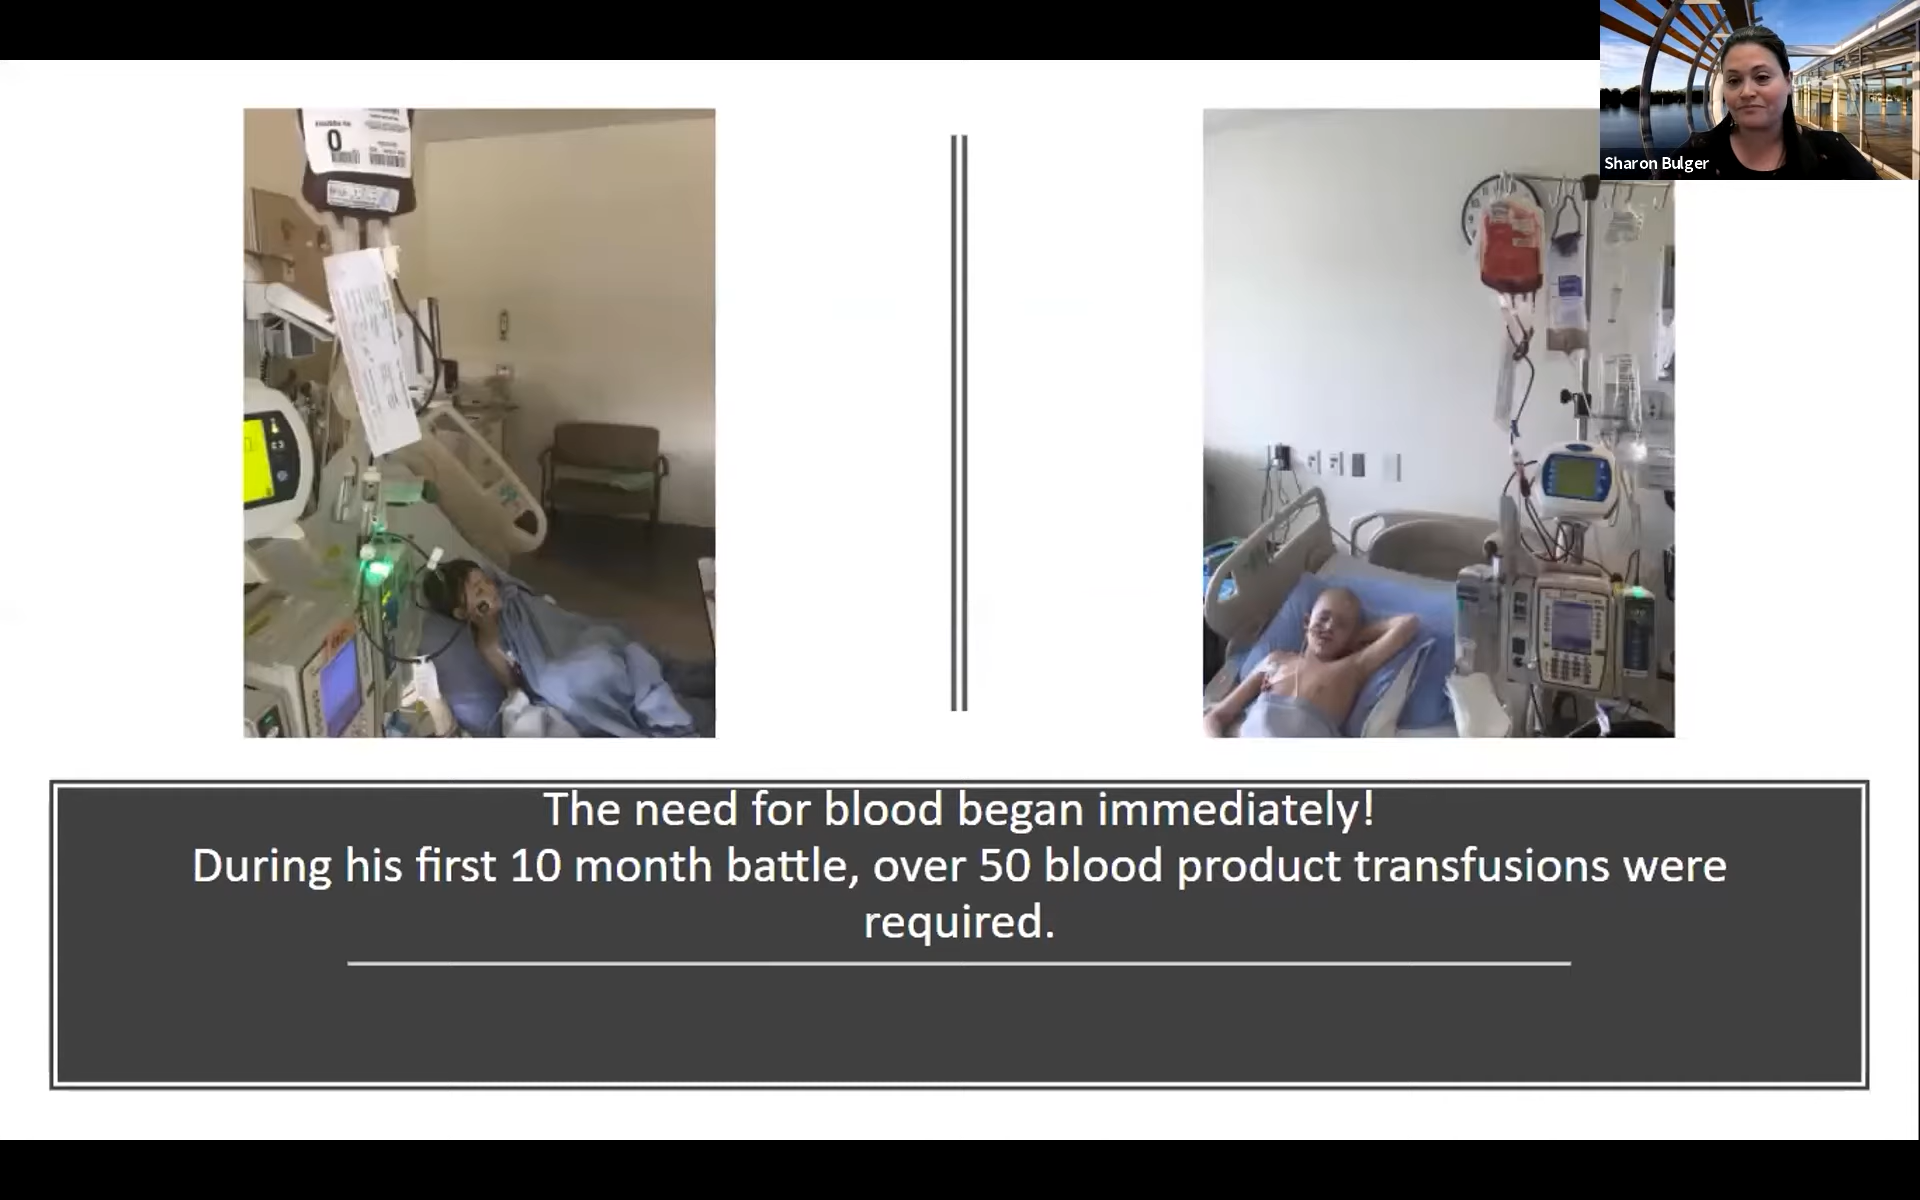 O
Sharon Bulger
The need for blood began immediately!
During his first 10 month battle, over 50 blood product transfusions were
required.